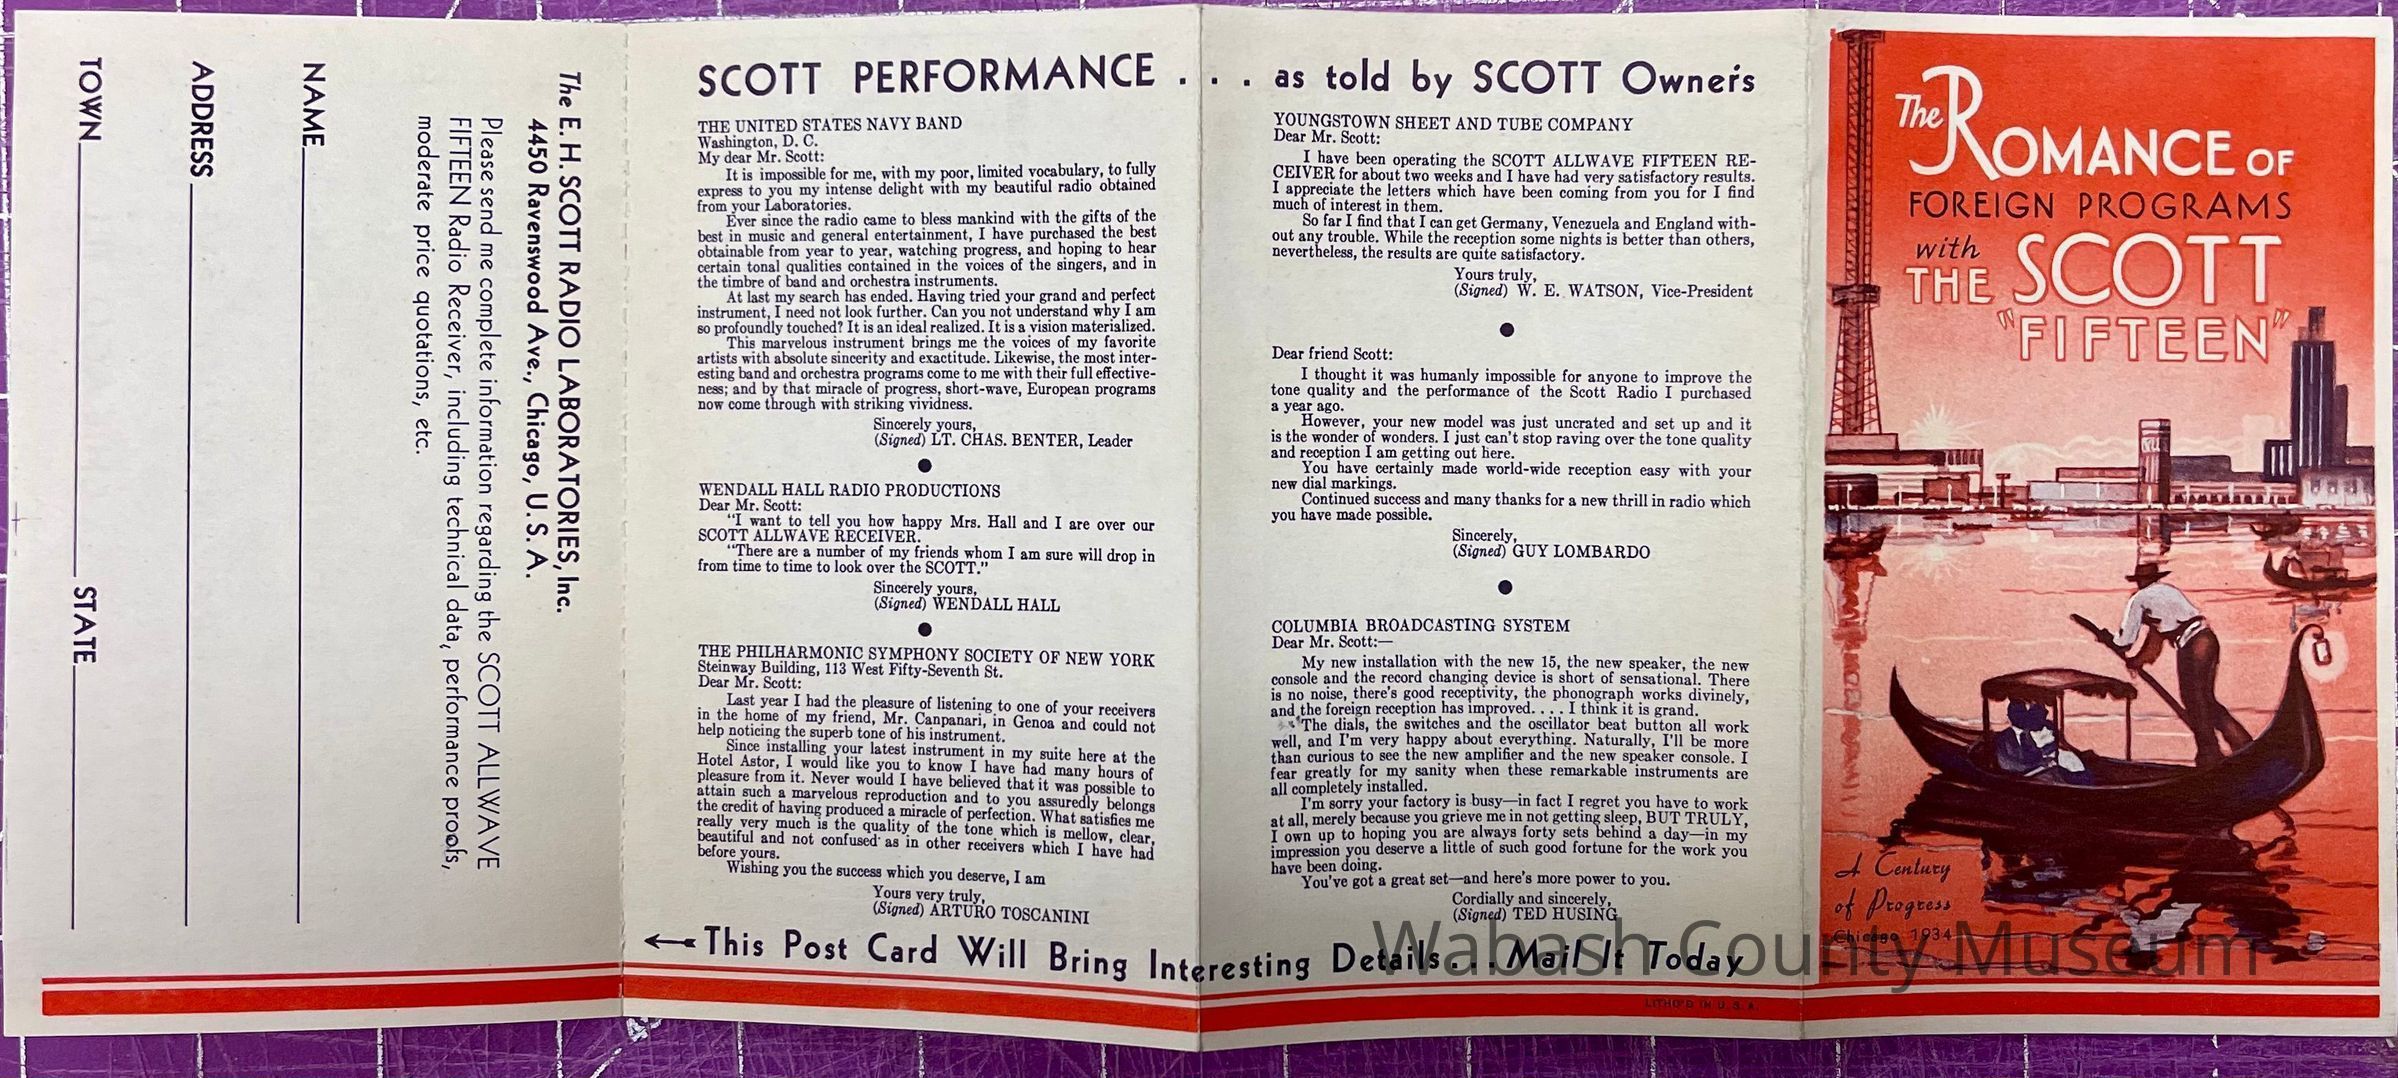 TOWN STATE
ADDRESS
NAME
The E. H. SCOTT RADIO LABORATORIES, Inc.
4450 Ravenswood Ave., Chicago, U. S. A.
Please send me complete information regarding the SCOTT ALLWAVE
FIFTEEN Radio Receiver, including technical data, performance proofs,
moderate price quotations, etc.
SCOTT PERFORMANCE . . . as told by SCOTT Owners
THE UNITED STATES NAVY BAND
Washington, D. C.
My dear Mr. Scott:
It is impossible for me, with my poor, limited vocabulary, to fully
express to you my intense delight with my beautiful radio obtained
from your Laboratories.
Ever since the radio came to bless mankind with the gifts of the
best in music and general entertainment, I have purchased the best
obtainable from year to year, watching progress, and hoping to hear
certain tonal qualities contained in the voices of the singers, and in
the timbre of band and orchestra instruments.
At last my search has ended. Having tried your grand and perfect
instrument, I need not look further. Can you not understand why I am
so profoundly touched? It is an ideal realized. It is a vision materialized.
This marvelous instrument brings me the voices of my favorite
artists with absolute sincerity and exactitude. Likewise, the most inter-
esting band and orchestra programs come to me with their full effective-
ness; and by that miracle of progress, short-wave, European programs
now come through with striking vividness.
Sincerely yours,
(Signed) LT. CHAS. BENTER, Leader
WENDALL HALL RADIO PRODUCTIONS
Dear Mr. Scott:
"I want to tell you how happy Mrs. Hall and I are over our
SCOTT ALLWAVE RECEIVER.
"There are a number of my friends whom I am sure will drop in
from time to time to look over the SCOTT."
Sincerely yours,
(Signed) WENDALL HALL
THE PHILHARMONIC SYMPHONY SOCIETY OF NEW YORK
Steinway Building, 113 West Fifty-Seventh St.
Dear Mr. Scott:
Last year I had the pleasure of listening to one of your receivers
in the home of my friend, Mr. Canpanari, in Genoa and could not
help noticing the superb tone of his instrument.
Since installing your latest instrument in my suite here at the
Hotel Astor, I would like you to know I have had many hours of
pleasure from it. Never would I have believed that it was possible to
attain such a marvelous reproduction and to you assuredly belongs
the credit of having produced a miracle of perfection. What satisfies me
really very much is the quality of the tone which is mellow, clear,
beautiful and not confused as in other receivers which I have had
before yours.
Wishing you the success which you deserve, I am
Yours very truly,
(Signed) ARTURO TOSCANINI
YOUNGSTOWN SHEET AND TUBE COMPANY
Dear Mr. Scott:
I have been operating the SCOTT ALLWAVE FIFTEEN RE-
CEIVER for about two weeks and I have had very satisfactory results.
I appreciate the letters which have been coming from you for I find
much of interest in them.
So far I find that I can get Germany, Venezuela and England with-
out any trouble. While the reception some nights is better than others,
nevertheless, the results are quite satisfactory.
Yours truly,
(Signed) W. E. WATSON, Vice-President
Dear friend Scott:
I thought it was humanly impossible for anyone to improve the
tone quality and the performance of the Scott Radio I purchased
a year ago.
However, your new model was just uncrated and set up and it
is the wonder of wonders. I just can't stop raving over the tone quality
and reception I am getting out here.
You have certainly made world-wide reception easy with your
new dial markings.
Continued success and many thanks for a new thrill in radio which
you have made possible.
Sincerely,
(Signed) GUY LOMBARDO
COLUMBIA BROADCASTING SYSTEM
Dear Mr. Scott:—
My new installation with the new 15, the new speaker, the new
console and the record changing device is short of sensational. There
is no noise, there's good receptivity, the phonograph works divinely,
and the foreign reception has improved. . . . I think it is grand.
The dials, the switches and the oscillator beat button all work
well, and I'm very happy about everything. Naturally, I'll be more
than curious to see the new amplifier and the new speaker console. I
fear greatly for my sanity when these remarkable instruments are
all completely installed.
I'm sorry your factory is busy—in fact I regret you have to work
at all, merely because you grieve me in not getting sleep, BUT TRULY,
I own up to hoping you are always forty sets behind a day—in my
impression you deserve a little of such good fortune for the work you
have been doing.
You've got a great set—and here's more power to you.
Cordially and sincerely,
(Signed) TED HUSING
This Post Card Will Bring Interesting Details... Mail It Today
LITHO'D IN U. S. A.
The ROMANCE OF
FOREIGN PROGRAMS
with
THE SCOTT
"FIFTEEN"
A Century
of Progress
Chicago 1934
Wabash County Museum